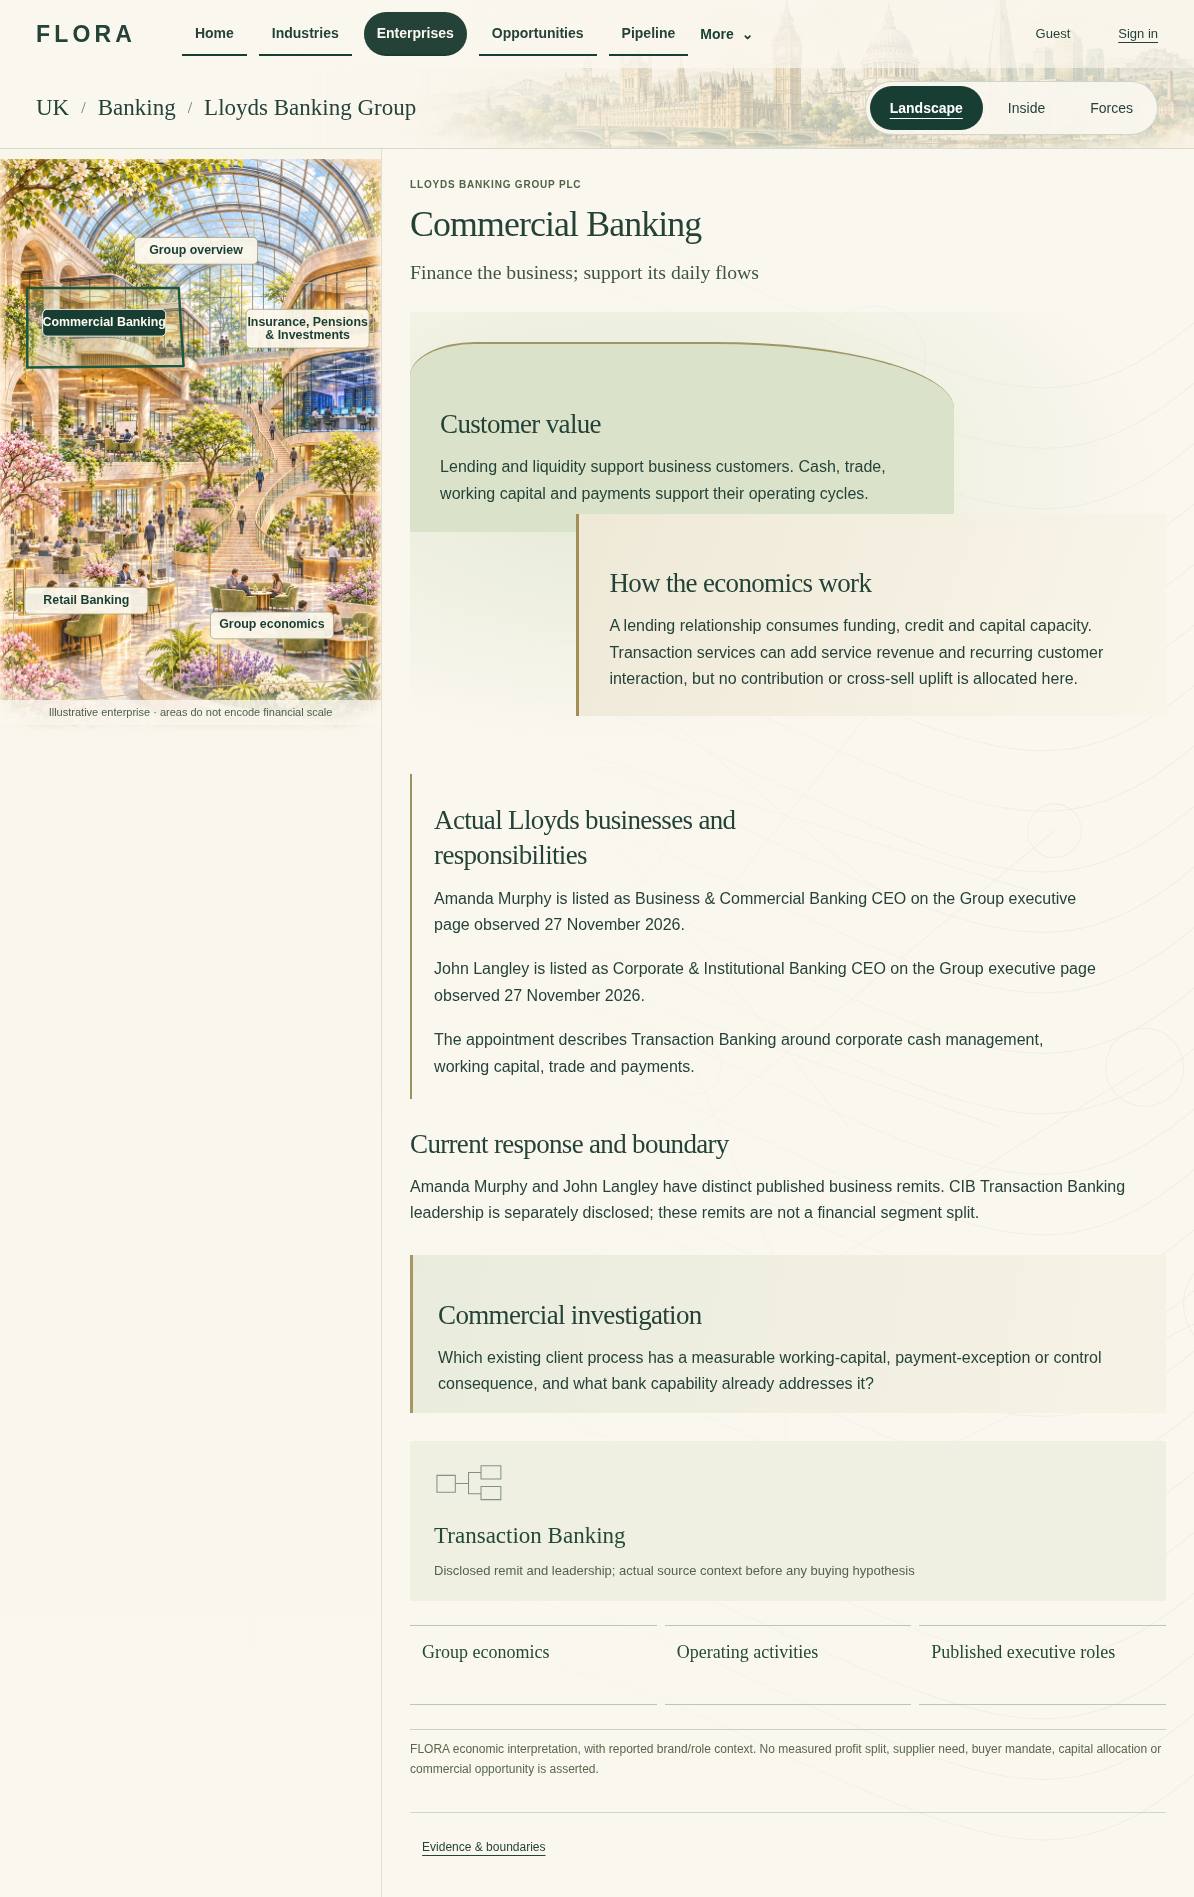 FLORA
Home
Industries
Enterprises
Opportunities
Pipeline
More
Guest
Sign in
UK / Banking / Lloyds Banking Group
Landscape
Inside
Forces
Group overview
Commercial Banking
Insurance, Pensions
& Investments
Retail Banking
Group economics
Illustrative enterprise · areas do not encode financial scale
LLOYDS BANKING GROUP PLC
Commercial Banking
Finance the business; support its daily flows
Customer value
Lending and liquidity support business customers. Cash, trade,
working capital and payments support their operating cycles.
How the economics work
A lending relationship consumes funding, credit and capital capacity.
Transaction services can add service revenue and recurring customer
interaction, but no contribution or cross-sell uplift is allocated here.
Actual Lloyds businesses and
responsibilities
Amanda Murphy is listed as Business & Commercial Banking CEO on the Group executive
page observed 27 November 2026.
John Langley is listed as Corporate & Institutional Banking CEO on the Group executive page
observed 27 November 2026.
The appointment describes Transaction Banking around corporate cash management,
working capital, trade and payments.
Current response and boundary
Amanda Murphy and John Langley have distinct published business remits. CIB Transaction Banking
leadership is separately disclosed; these remits are not a financial segment split.
Commercial investigation
Which existing client process has a measurable working-capital, payment-exception or control
consequence, and what bank capability already addresses it?
Transaction Banking
Disclosed remit and leadership; actual source context before any buying hypothesis
Group economics
Operating activities
Published executive roles
FLORA economic interpretation, with reported brand/role context. No measured profit split, supplier need, buyer mandate, capital allocation or
commercial opportunity is asserted.
Evidence & boundaries